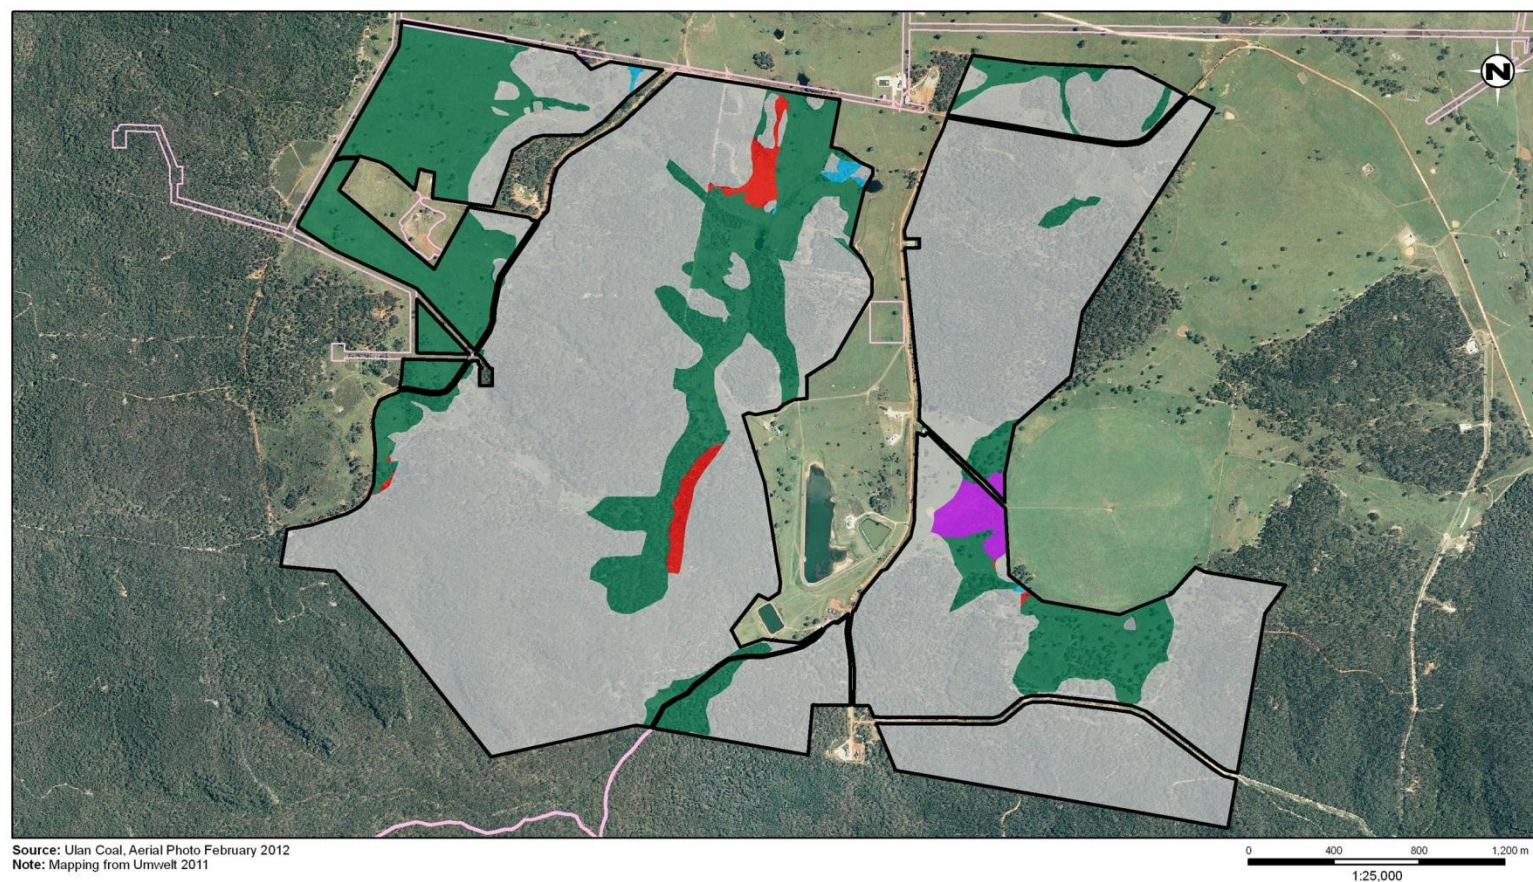 N
Source: Ulan Coal, Aerial Photo February 2012
Note: Mapping from Umwelt 2011
0 400 800 1,200 m
1:25,000